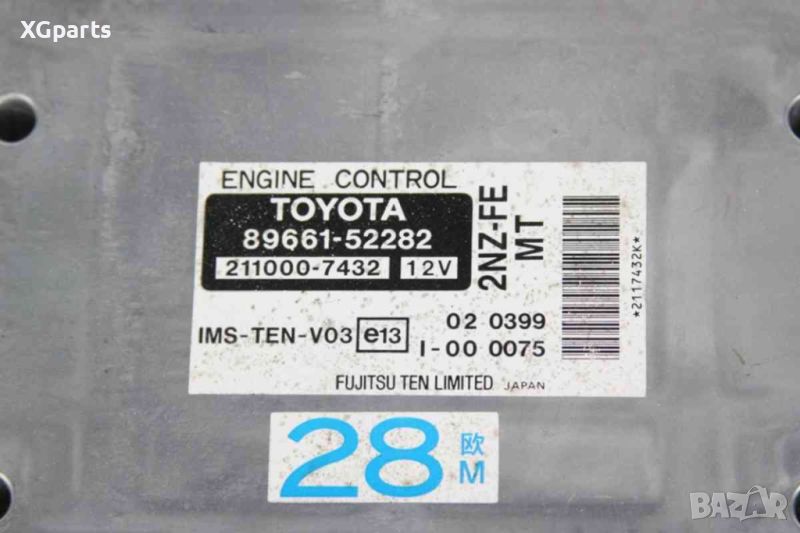 XGparts
ENGINE CONTROL
TOYOTA
89661-52282
211000-7432 12V
2NZ-FE
MT
*2117432K*
IMS-TEN-V03 e13 02 0399
I-00 0075
FUJITSU TEN LIMITED JAPAN
28 欧
M
BAZAR